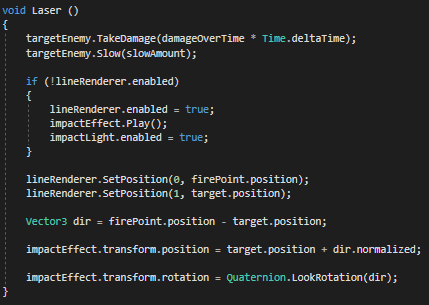 void Laser ()
{
targetEnemy.TakeDamage(damageOverTime * Time.deltaTime);
targetEnemy.Slow(slowAmount);
if (!lineRenderer.enabled)
{
lineRenderer.enabled = true;
impactEffect.Play();
impactLight.enabled = true;
}
lineRenderer.SetPosition(0, firePoint.position);
lineRenderer.SetPosition(1, target.position);
Vector3 dir = firePoint.position - target.position;
impactEffect.transform.position = target.position + dir.normalized;
impactEffect.transform.rotation = Quaternion.LookRotation(dir);
}